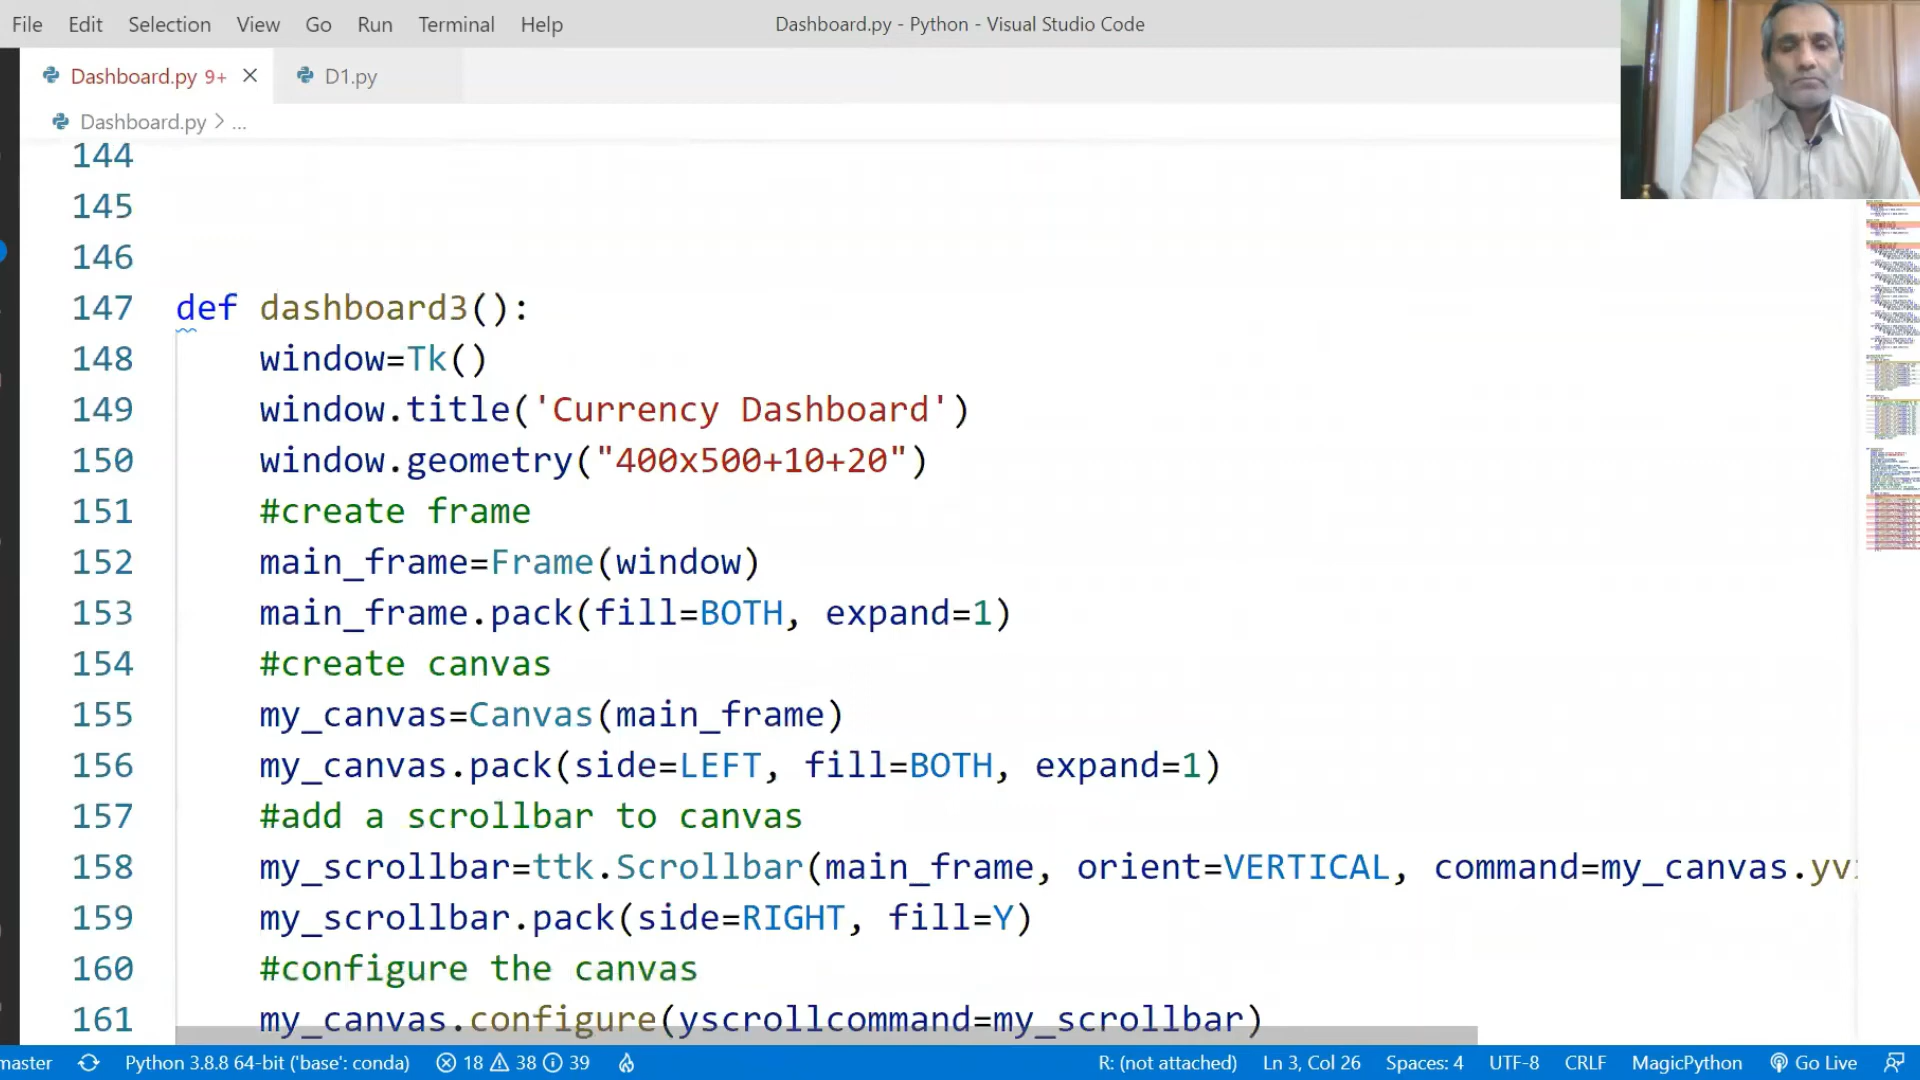 File Edit Selection View Go Run Terminal Help Dashboard.py - Python - Visual Studio Code
Dashboard.py 9+ D1.py
Dashboard.py > ...
144
145
146
147 def dashboard3():
148 window=Tk()
149 window.title('Currency Dashboard')
150 window.geometry("400x500+10+20")
151 #create frame
152 main_frame=Frame(window)
153 main_frame.pack(fill=BOTH, expand=1)
154 #create canvas
155 my_canvas=Canvas(main_frame)
156 my_canvas.pack(side=LEFT, fill=BOTH, expand=1)
157 #add a scrollbar to canvas
158 my_scrollbar=ttk.Scrollbar(main_frame, orient=VERTICAL, command=my_canvas.yv
159 my_scrollbar.pack(side=RIGHT, fill=Y)
160 #configure the canvas
161 my_canvas.configure(yscrollcommand=my_scrollbar)
master Python 3.8.8 64-bit ('base': conda) 18 38 39 R: (not attached) Ln 3, Col 26 Spaces: 4 UTF-8 CRLF MagicPython Go Live